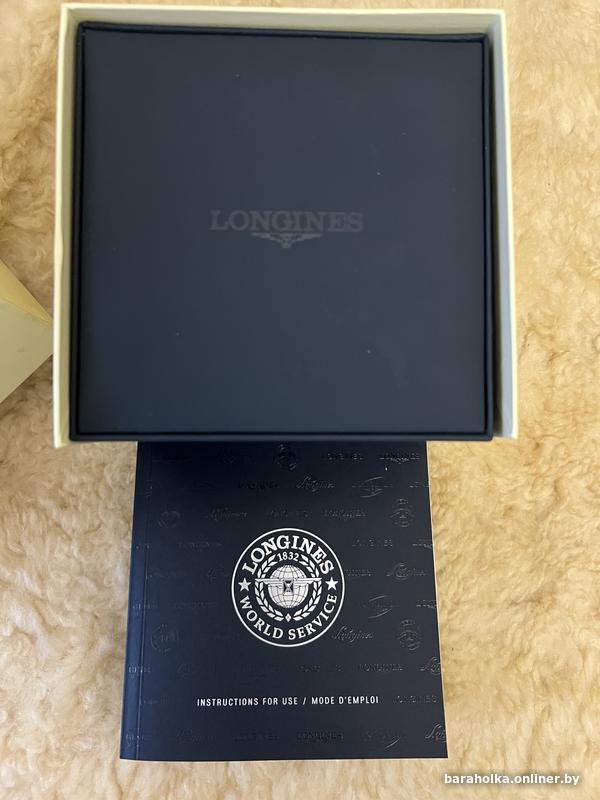 LONGINES
LONGINES
1832
WORLD SERVICE
INSTRUCTIONS FOR USE / MODE D'EMPLOI
baraholka.onliner.by